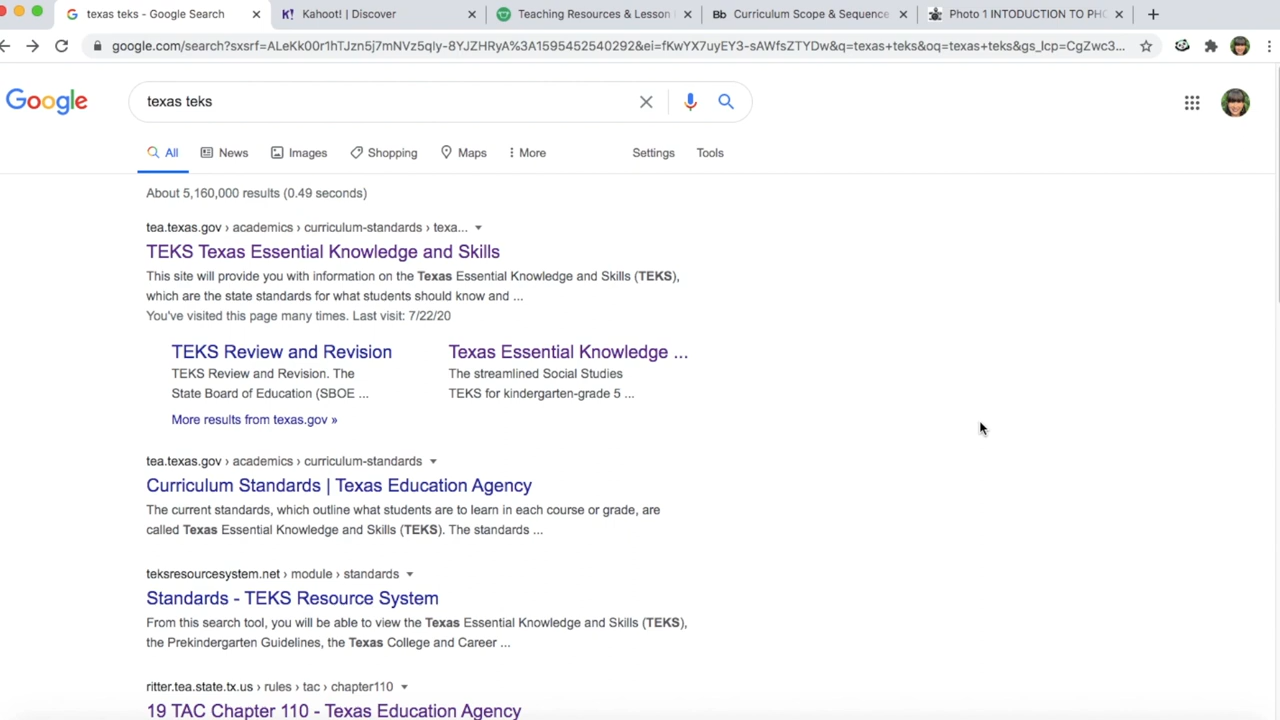 texas teks - Google Search
Kahoot! | Discover
Teaching Resources & Lesson
Bb Curriculum Scope & Sequence
Photo 1 INTODUCTION TO PHO
google.com/search?sxsrf=ALeKk00r1hTJzn5j7mNVz5qIy-8YJZHRyA%3A1595452540292&ei=fKwYX7uyEY3-sAWfsZTYDw&q=texas+teks&oq=texas+teks&gs_lcp=CgZwc3...
Google
texas teks
All News Images Shopping Maps More Settings Tools
About 5,160,000 results (0.49 seconds)
tea.texas.gov › academics › curriculum-standards › texa...
TEKS Texas Essential Knowledge and Skills
This site will provide you with information on the Texas Essential Knowledge and Skills (TEKS),
which are the state standards for what students should know and ...
You've visited this page many times. Last visit: 7/22/20
TEKS Review and Revision
TEKS Review and Revision. The
State Board of Education (SBOE ...
Texas Essential Knowledge ...
The streamlined Social Studies
TEKS for kindergarten-grade 5 ...
More results from texas.gov »
tea.texas.gov › academics › curriculum-standards
Curriculum Standards | Texas Education Agency
The current standards, which outline what students are to learn in each course or grade, are
called Texas Essential Knowledge and Skills (TEKS). The standards ...
teksresourcesystem.net › module › standards
Standards - TEKS Resource System
From this search tool, you will be able to view the Texas Essential Knowledge and Skills (TEKS),
the Prekindergarten Guidelines, the Texas College and Career ...
ritter.tea.state.tx.us › rules › tac › chapter110
19 TAC Chapter 110 - Texas Education Agency